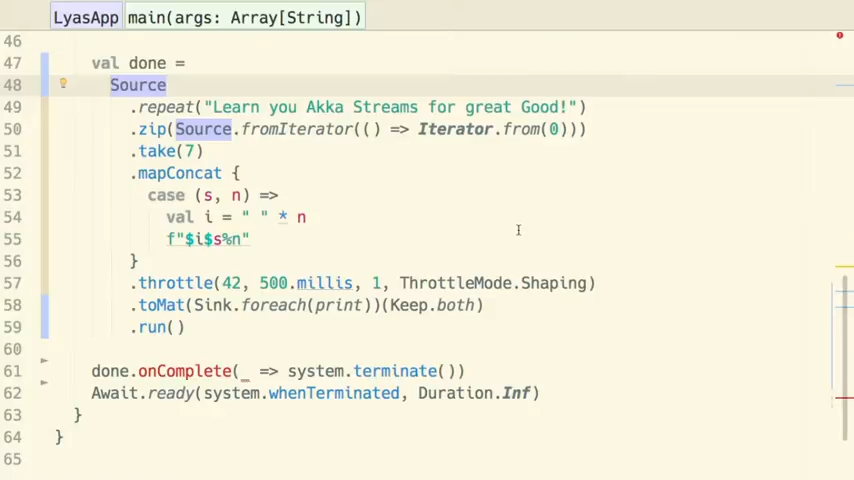 LyasApp main(args: Array[String])
46
47 val done =
48 Source
49 .repeat("Learn you Akka Streams for great Good!")
50 .zip(Source.fromIterator(() => Iterator.from(0)))
51 .take(7)
52 .mapConcat {
53 case (s, n) =>
54 val i = " " * n
55 f"$i$s%n"
56 }
57 .throttle(42, 500.millis, 1, ThrottleMode.Shaping)
58 .toMat(Sink.foreach(print))(Keep.both)
59 .run()
60
61 done.onComplete(_ => system.terminate())
62 Await.ready(system.whenTerminated, Duration.Inf)
63 }
64 }
65